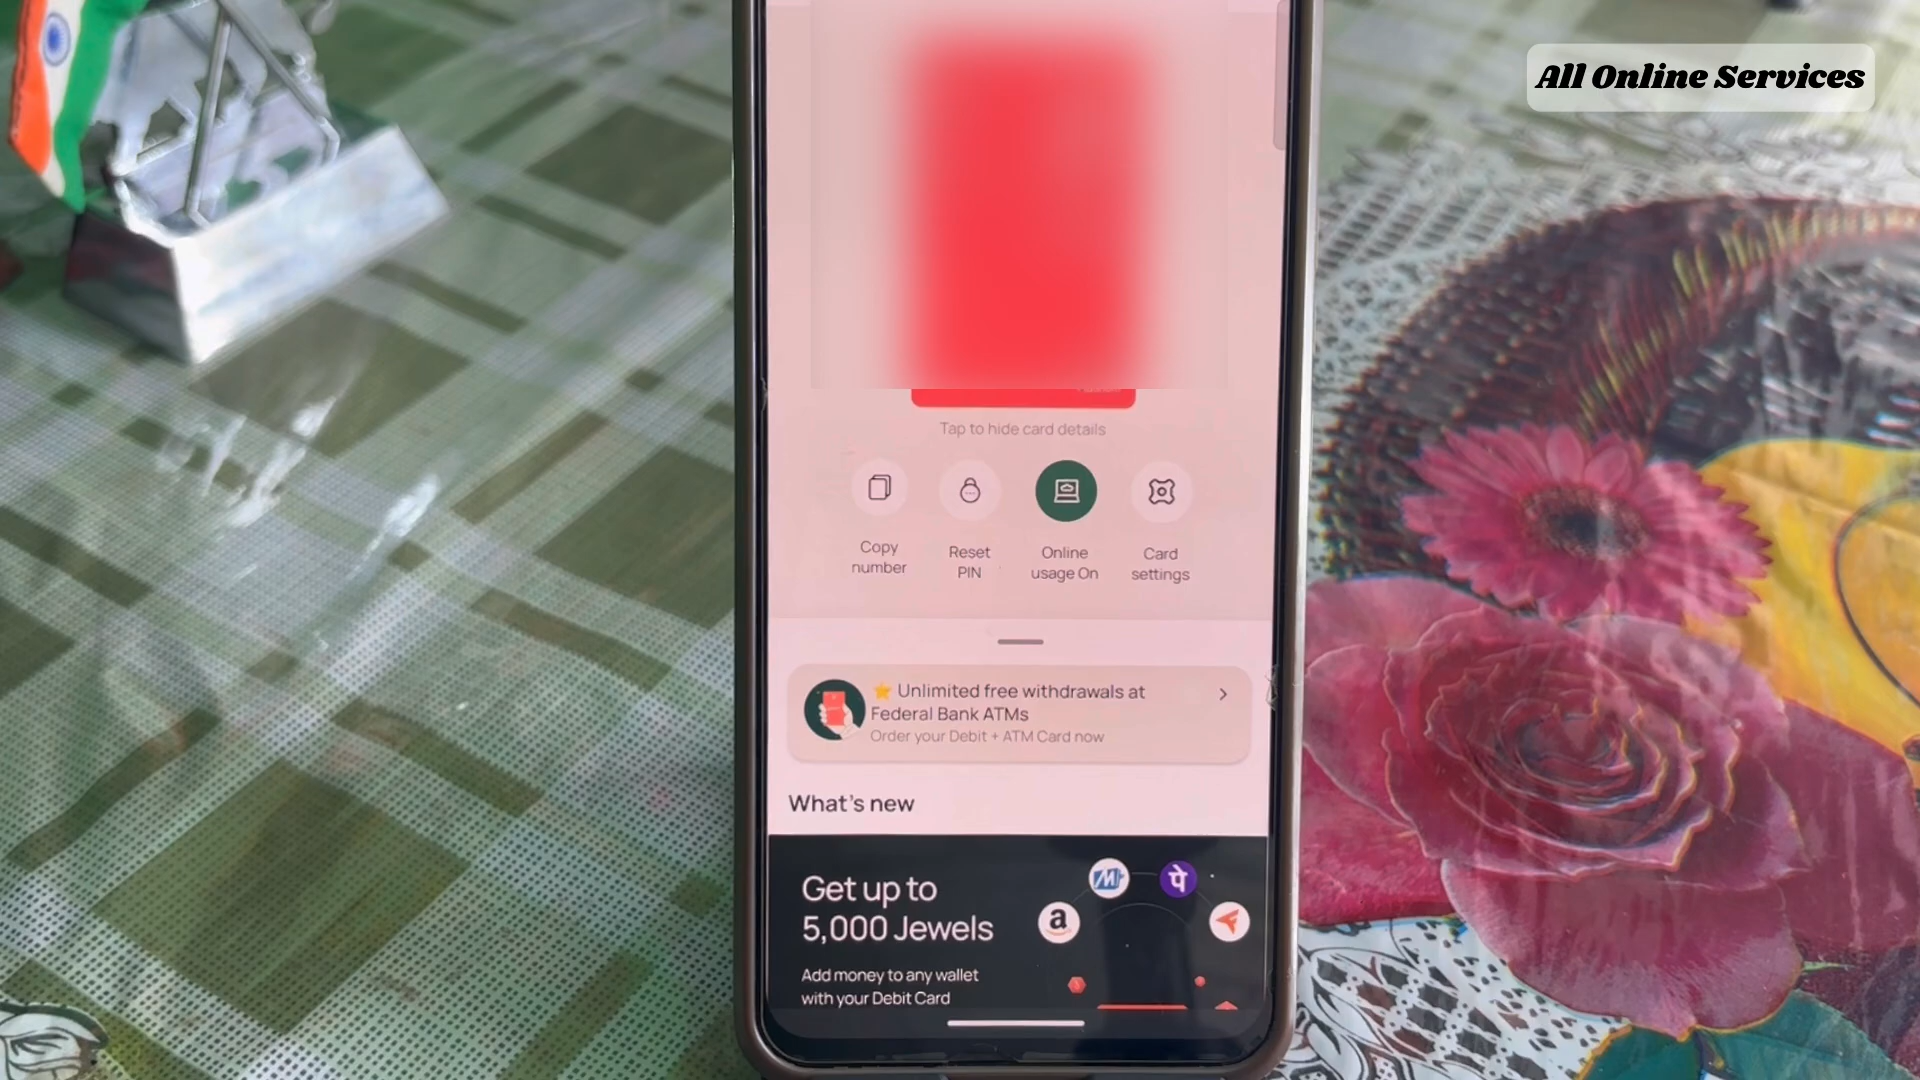 All Online Services
Tap to hide card details
Copy
number
Reset
PIN
Online
usage On
Card
settings
⭐ Unlimited free withdrawals at
Federal Bank ATMs
Order your Debit + ATM Card now
What's new
Get up to
5,000 Jewels
Add money to any wallet
with your Debit Card
a
M
पे